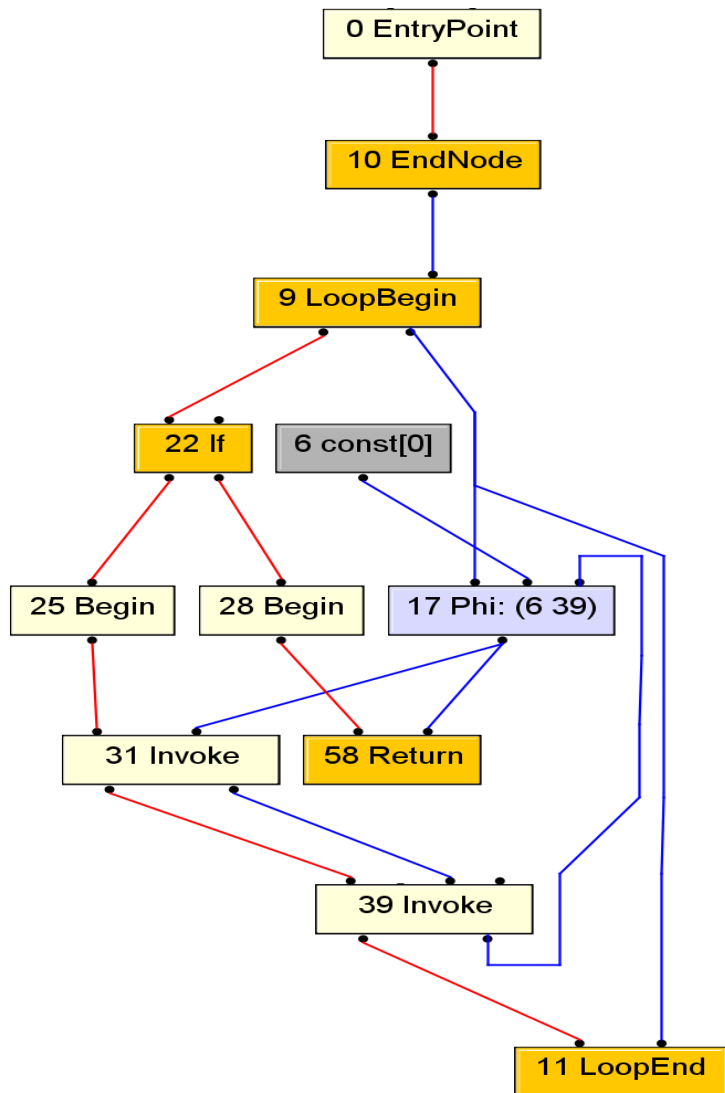 0 EntryPoint
10 EndNode
9 LoopBegin
22 If
6 const[0]
25 Begin
28 Begin
17 Phi: (6 39)
31 Invoke
58 Return
39 Invoke
11 LoopEnd